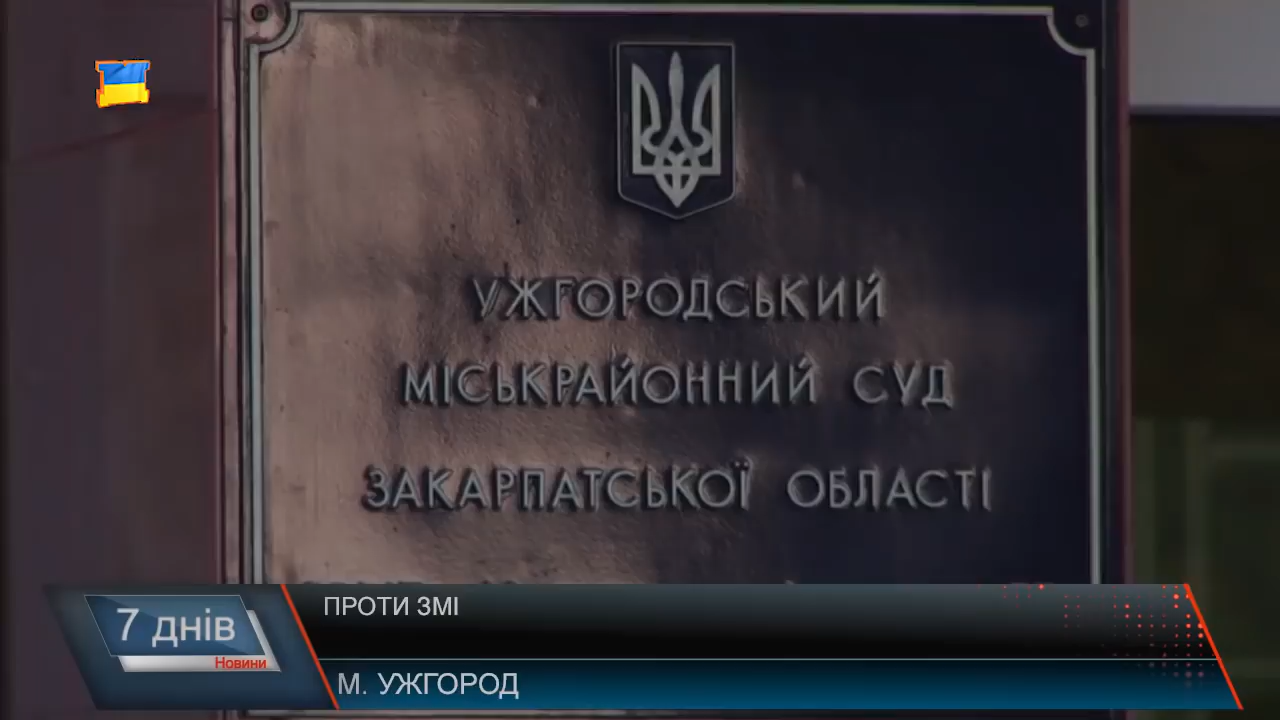 УЖГОРОДСЬКИЙ
МІСЬКРАЙОННИЙ СУД
ЗАКАРПАТСЬКОЇ ОБЛАСТІ
7 днів
Новини
ПРОТИ ЗМІ
М. УЖГОРОД